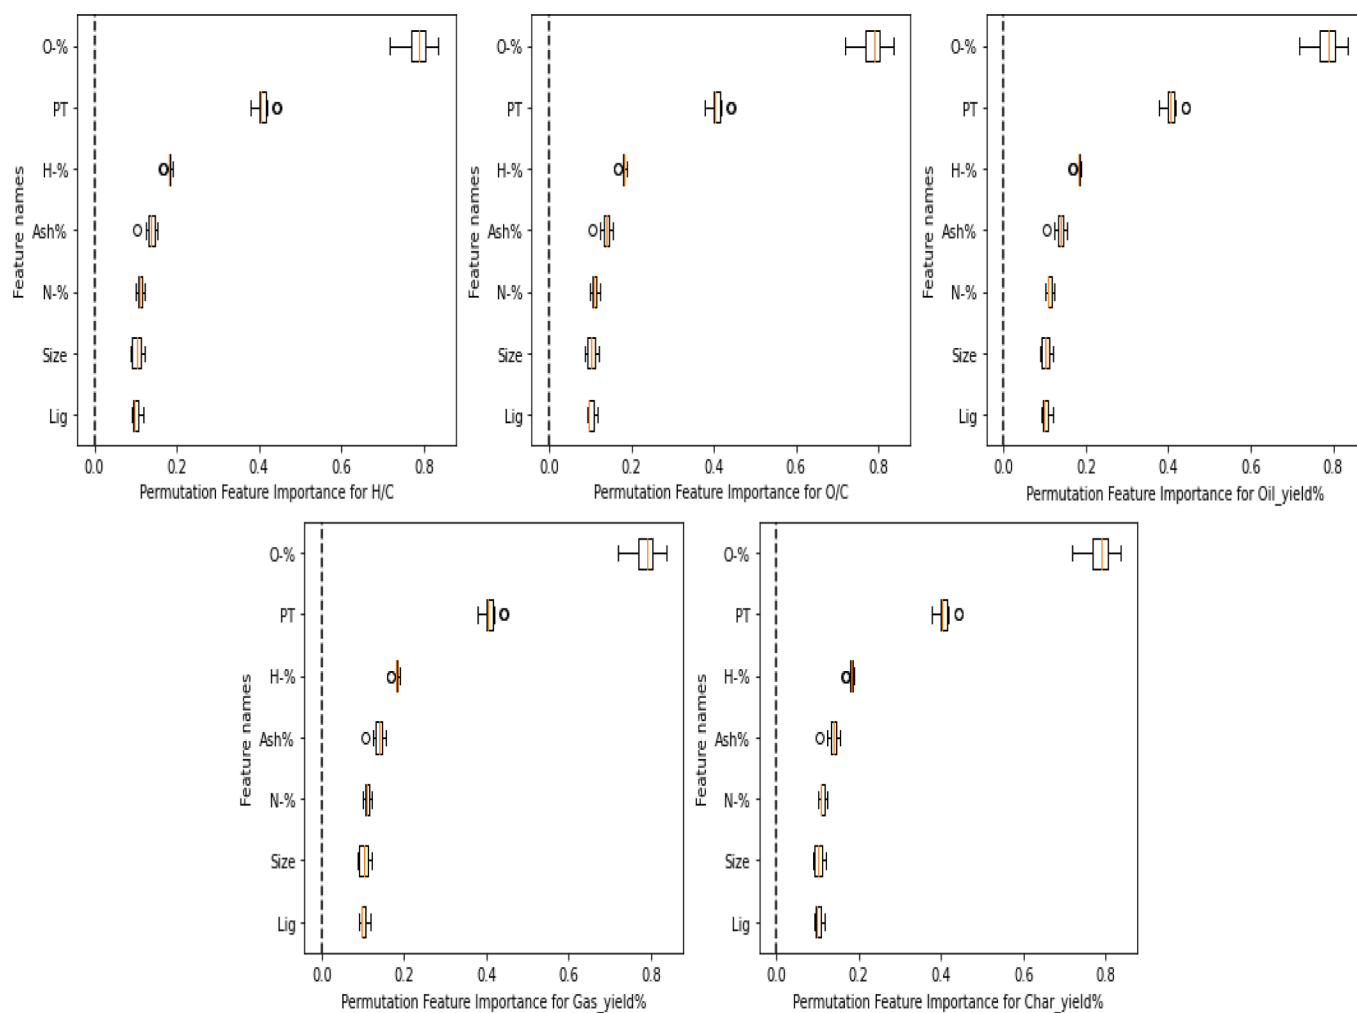 O-%
PT
H-%
Ash%
N-%
Size
Lig
Feature names
0.0 0.2 0.4 0.6 0.8
Permutation Feature Importance for H/C
O-%
PT
H-%
Ash%
N-%
Size
Lig
Feature names
0.0 0.2 0.4 0.6 0.8
Permutation Feature Importance for O/C
O-%
PT
H-%
Ash%
N-%
Size
Lig
Feature names
0.0 0.2 0.4 0.6 0.8
Permutation Feature Importance for Oil_yield%
O-%
PT
H-%
Ash%
N-%
Size
Lig
Feature names
0.0 0.2 0.4 0.6 0.8
Permutation Feature Importance for Gas_yield%
O-%
PT
H-%
Ash%
N-%
Size
Lig
Feature names
0.0 0.2 0.4 0.6 0.8
Permutation Feature Importance for Char_yield%